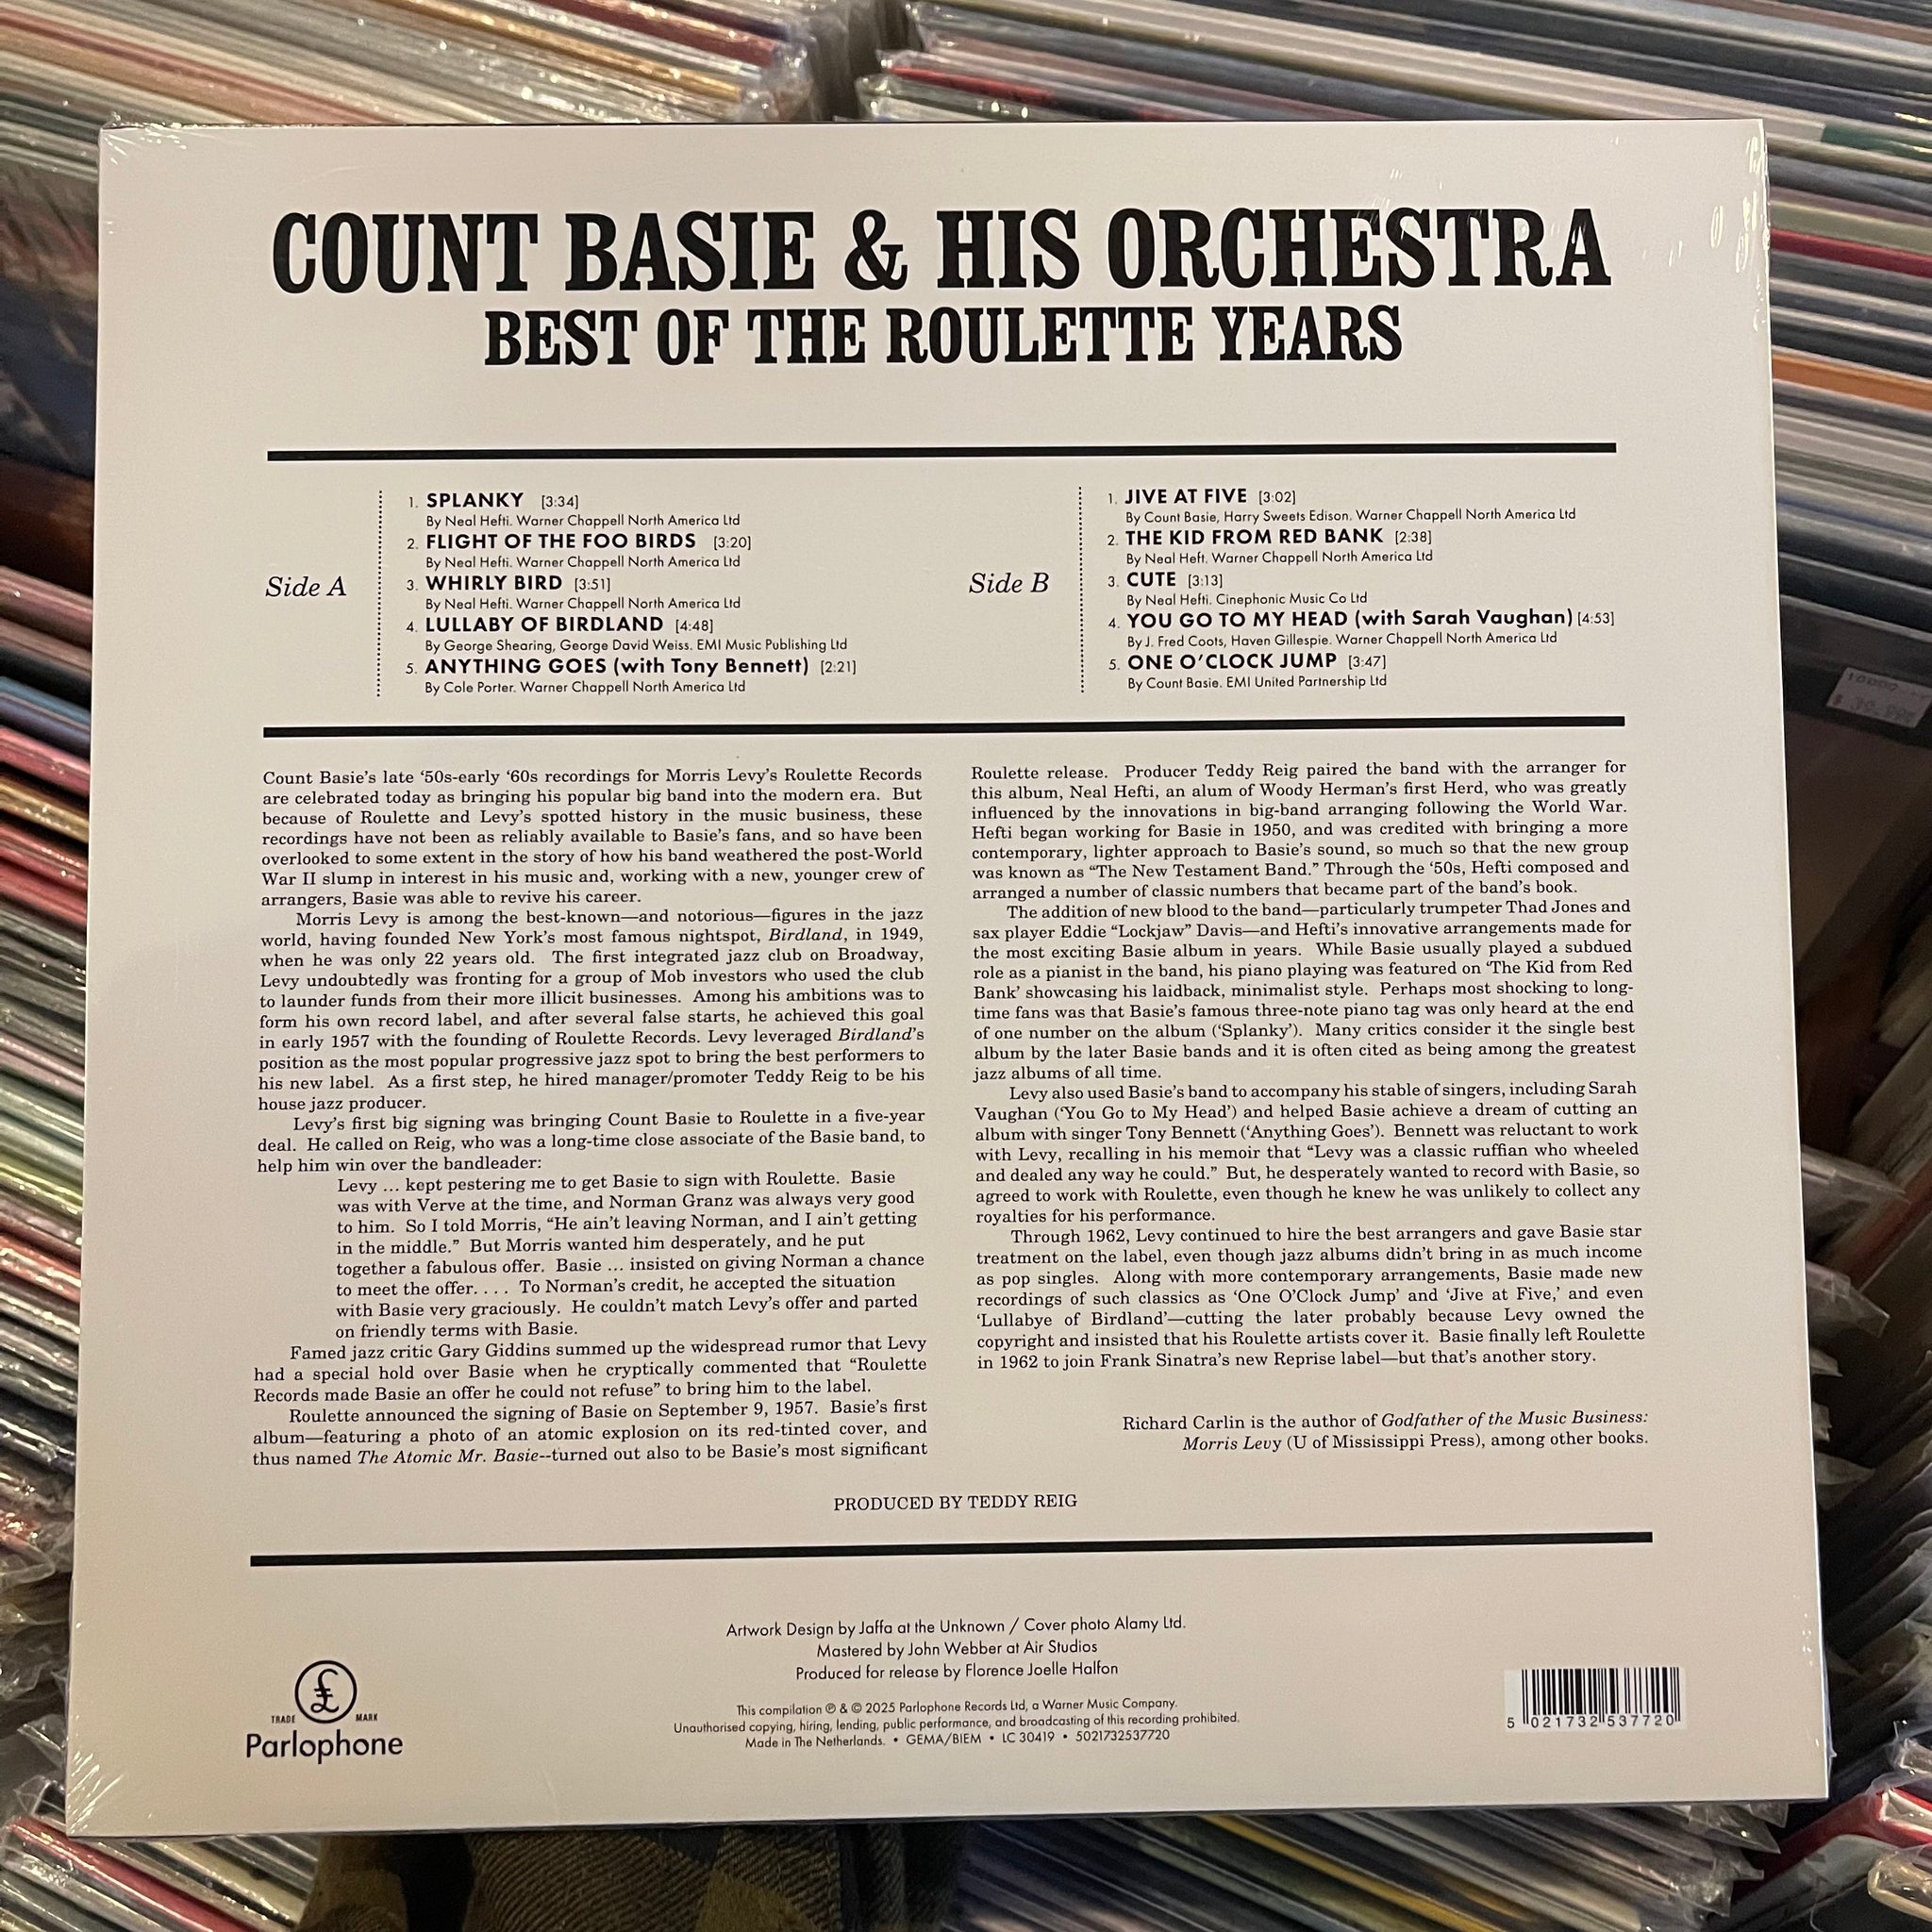 COUNT BASIE & HIS ORCHESTRA
BEST OF THE ROULETTE YEARS
Side A
1. SPLANKY [3:34]
By Neal Hefti. Warner Chappell North America Ltd
2. FLIGHT OF THE FOO BIRDS [3:20]
By Neal Hefti. Warner Chappell North America Ltd
3. WHIRLY BIRD [3:51]
By Neal Hefti. Warner Chappell North America Ltd
4. LULLABY OF BIRDLAND [4:48]
By George Shearing, George David Weiss. EMI Music Publishing Ltd
5. ANYTHING GOES (with Tony Bennett) [2:21]
By Cole Porter. Warner Chappell North America Ltd
Side B
1. JIVE AT FIVE [3:02]
By Count Basie, Harry Sweets Edison. Warner Chappell North America Ltd
2. THE KID FROM RED BANK [2:38]
By Neal Heft. Warner Chappell North America Ltd
3. CUTE [3:13]
By Neal Hefti. Cinephonic Music Co Ltd
4. YOU GO TO MY HEAD (with Sarah Vaughan) [4:53]
By J. Fred Coots, Haven Gillespie. Warner Chappell North America Ltd
5. ONE O'CLOCK JUMP [3:47]
By Count Basie. EMI United Partnership Ltd
Count Basie's late ‘50s-early ‘60s recordings for Morris Levy's Roulette Records
are celebrated today as bringing his popular big band into the modern era. But
because of Roulette and Levy's spotted history in the music business, these
recordings have not been as reliably available to Basie's fans, and so have been
overlooked to some extent in the story of how his band weathered the post-World
War II slump in interest in his music and, working with a new, younger crew of
arrangers, Basie was able to revive his career.
Morris Levy is among the best-known—and notorious—figures in the jazz
world, having founded New York's most famous nightspot, Birdland, in 1949,
when he was only 22 years old. The first integrated jazz club on Broadway,
Levy undoubtedly was fronting for a group of Mob investors who used the club
to launder funds from their more illicit businesses. Among his ambitions was to
form his own record label, and after several false starts, he achieved this goal
in early 1957 with the founding of Roulette Records. Levy leveraged Birdland's
position as the most popular progressive jazz spot to bring the best performers to
his new label. As a first step, he hired manager/promoter Teddy Reig to be his
house jazz producer.
Levy's first big signing was bringing Count Basie to Roulette in a five-year
deal. He called on Reig, who was a long-time close associate of the Basie band, to
help him win over the bandleader:
Levy ... kept pestering me to get Basie to sign with Roulette. Basie
was with Verve at the time, and Norman Granz was always very good
to him. So I told Morris, “He ain't leaving Norman, and I ain't getting
in the middle.” But Morris wanted him desperately, and he put
together a fabulous offer. Basie ... insisted on giving Norman a chance
to meet the offer. . . . To Norman's credit, he accepted the situation
with Basie very graciously. He couldn't match Levy's offer and parted
on friendly terms with Basie.
Famed jazz critic Gary Giddins summed up the widespread rumor that Levy
had a special hold over Basie when he cryptically commented that “Roulette
Records made Basie an offer he could not refuse” to bring him to the label.
Roulette announced the signing of Basie on September 9, 1957. Basie's first
album—featuring a photo of an atomic explosion on its red-tinted cover, and
thus named The Atomic Mr. Basie--turned out also to be Basie's most significant
Roulette release. Producer Teddy Reig paired the band with the arranger for
this album, Neal Hefti, an alum of Woody Herman's first Herd, who was greatly
influenced by the innovations in big-band arranging following the World War.
Hefti began working for Basie in 1950, and was credited with bringing a more
contemporary, lighter approach to Basie's sound, so much so that the new group
was known as “The New Testament Band.” Through the ‘50s, Hefti composed and
arranged a number of classic numbers that became part of the band's book.
The addition of new blood to the band—particularly trumpeter Thad Jones and
sax player Eddie “Lockjaw” Davis—and Hefti's innovative arrangements made for
the most exciting Basie album in years. While Basie usually played a subdued
role as a pianist in the band, his piano playing was featured on ‘The Kid from Red
Bank’ showcasing his laidback, minimalist style. Perhaps most shocking to long-
time fans was that Basie's famous three-note piano tag was only heard at the end
of one number on the album (‘Splanky’). Many critics consider it the single best
album by the later Basie bands and it is often cited as being among the greatest
jazz albums of all time.
Levy also used Basie's band to accompany his stable of singers, including Sarah
Vaughan (‘You Go to My Head’) and helped Basie achieve a dream of cutting an
album with singer Tony Bennett (‘Anything Goes’). Bennett was reluctant to work
with Levy, recalling in his memoir that “Levy was a classic ruffian who wheeled
and dealed any way he could.” But, he desperately wanted to record with Basie, so
agreed to work with Roulette, even though he knew he was unlikely to collect any
royalties for his performance.
Through 1962, Levy continued to hire the best arrangers and gave Basie star
treatment on the label, even though jazz albums didn't bring in as much income
as pop singles. Along with more contemporary arrangements, Basie made new
recordings of such classics as ‘One O'Clock Jump’ and ‘Jive at Five,’ and even
‘Lullabye of Birdland’—cutting the later probably because Levy owned the
copyright and insisted that his Roulette artists cover it. Basie finally left Roulette
in 1962 to join Frank Sinatra's new Reprise label—but that's another story.
Richard Carlin is the author of Godfather of the Music Business:
Morris Levy (U of Mississippi Press), among other books.
PRODUCED BY TEDDY REIG
Artwork Design by Jaffa at the Unknown / Cover photo Alamy Ltd.
Mastered by John Webber at Air Studios
Produced for release by Florence Joelle Halfon
This compilation ℗ & © 2025 Parlophone Records Ltd, a Warner Music Company.
Unauthorised copying, hiring, lending, public performance, and broadcasting of this recording prohibited.
Made in The Netherlands. • GEMA/BIEM • LC 30419 • 5021732537720
£
TRADE MARK
Parlophone
5 021732 537720